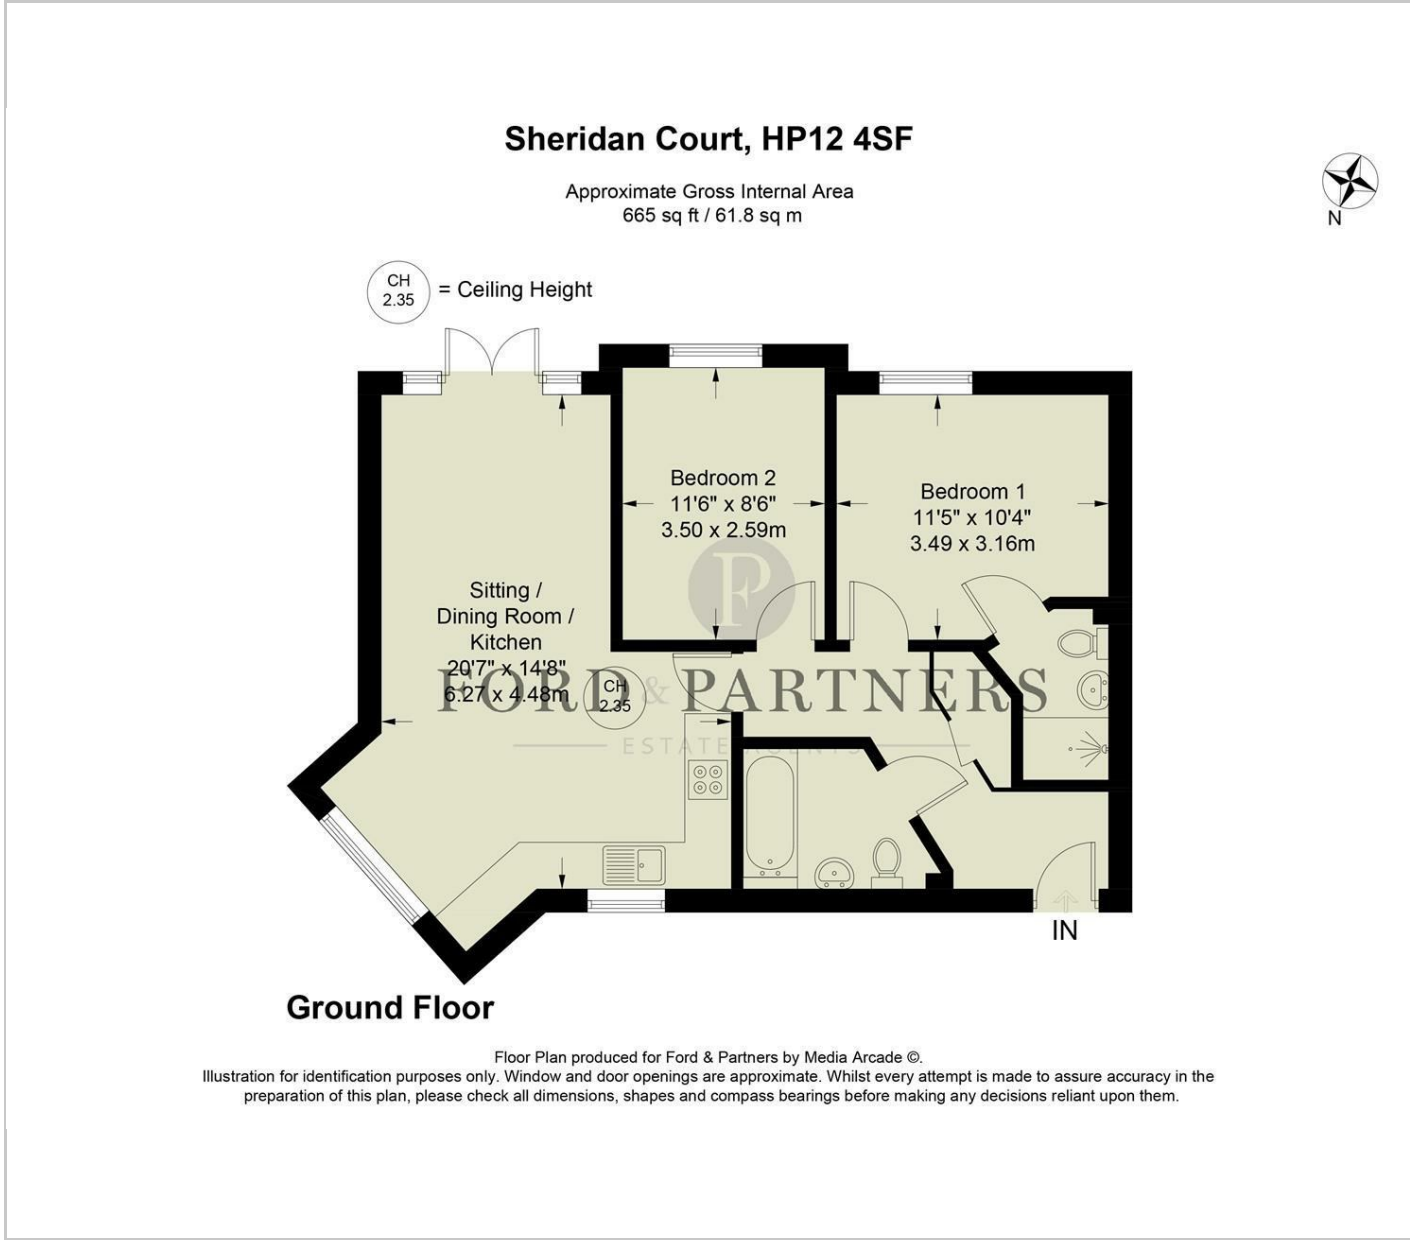 Sheridan Court, HP12 4SF
Approximate Gross Internal Area
665 sq ft / 61.8 sq m
N
CH
2.35
= Ceiling Height
Bedroom 2
11'6" x 8'6"
3.50 x 2.59m
Bedroom 1
11'5" x 10'4"
3.49 x 3.16m
Sitting /
Dining Room /
Kitchen
20'7" x 14'8"
6.27 x 4.48m
CH
2.35
FP
FORD & PARTNERS
ESTATE AGENTS
IN
Ground Floor
Floor Plan produced for Ford & Partners by Media Arcade ©.
Illustration for identification purposes only. Window and door openings are approximate. Whilst every attempt is made to assure accuracy in the
preparation of this plan, please check all dimensions, shapes and compass bearings before making any decisions reliant upon them.